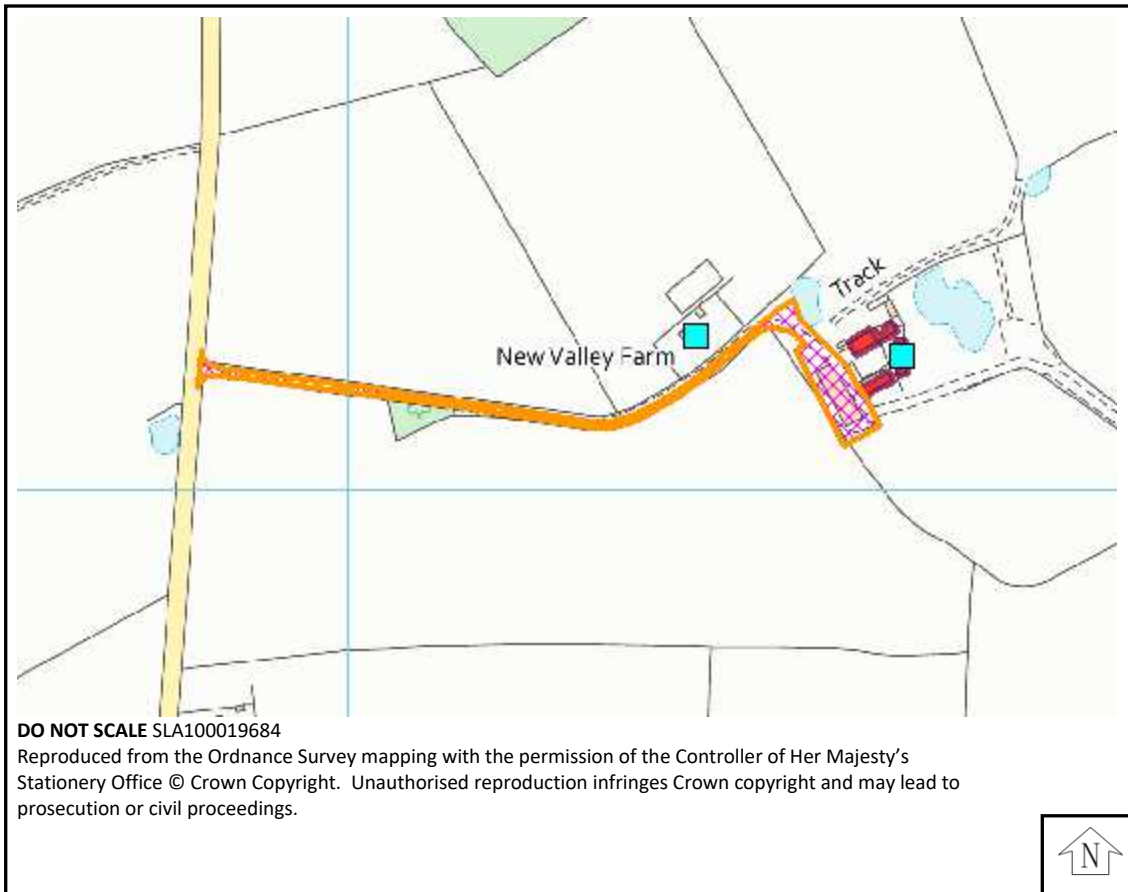 Track
New Valley Farm
DO NOT SCALE SLA100019684
Reproduced from the Ordnance Survey mapping with the permission of the Controller of Her Majesty’s
Stationery Office © Crown Copyright. Unauthorised reproduction infringes Crown copyright and may lead to
prosecution or civil proceedings.
N